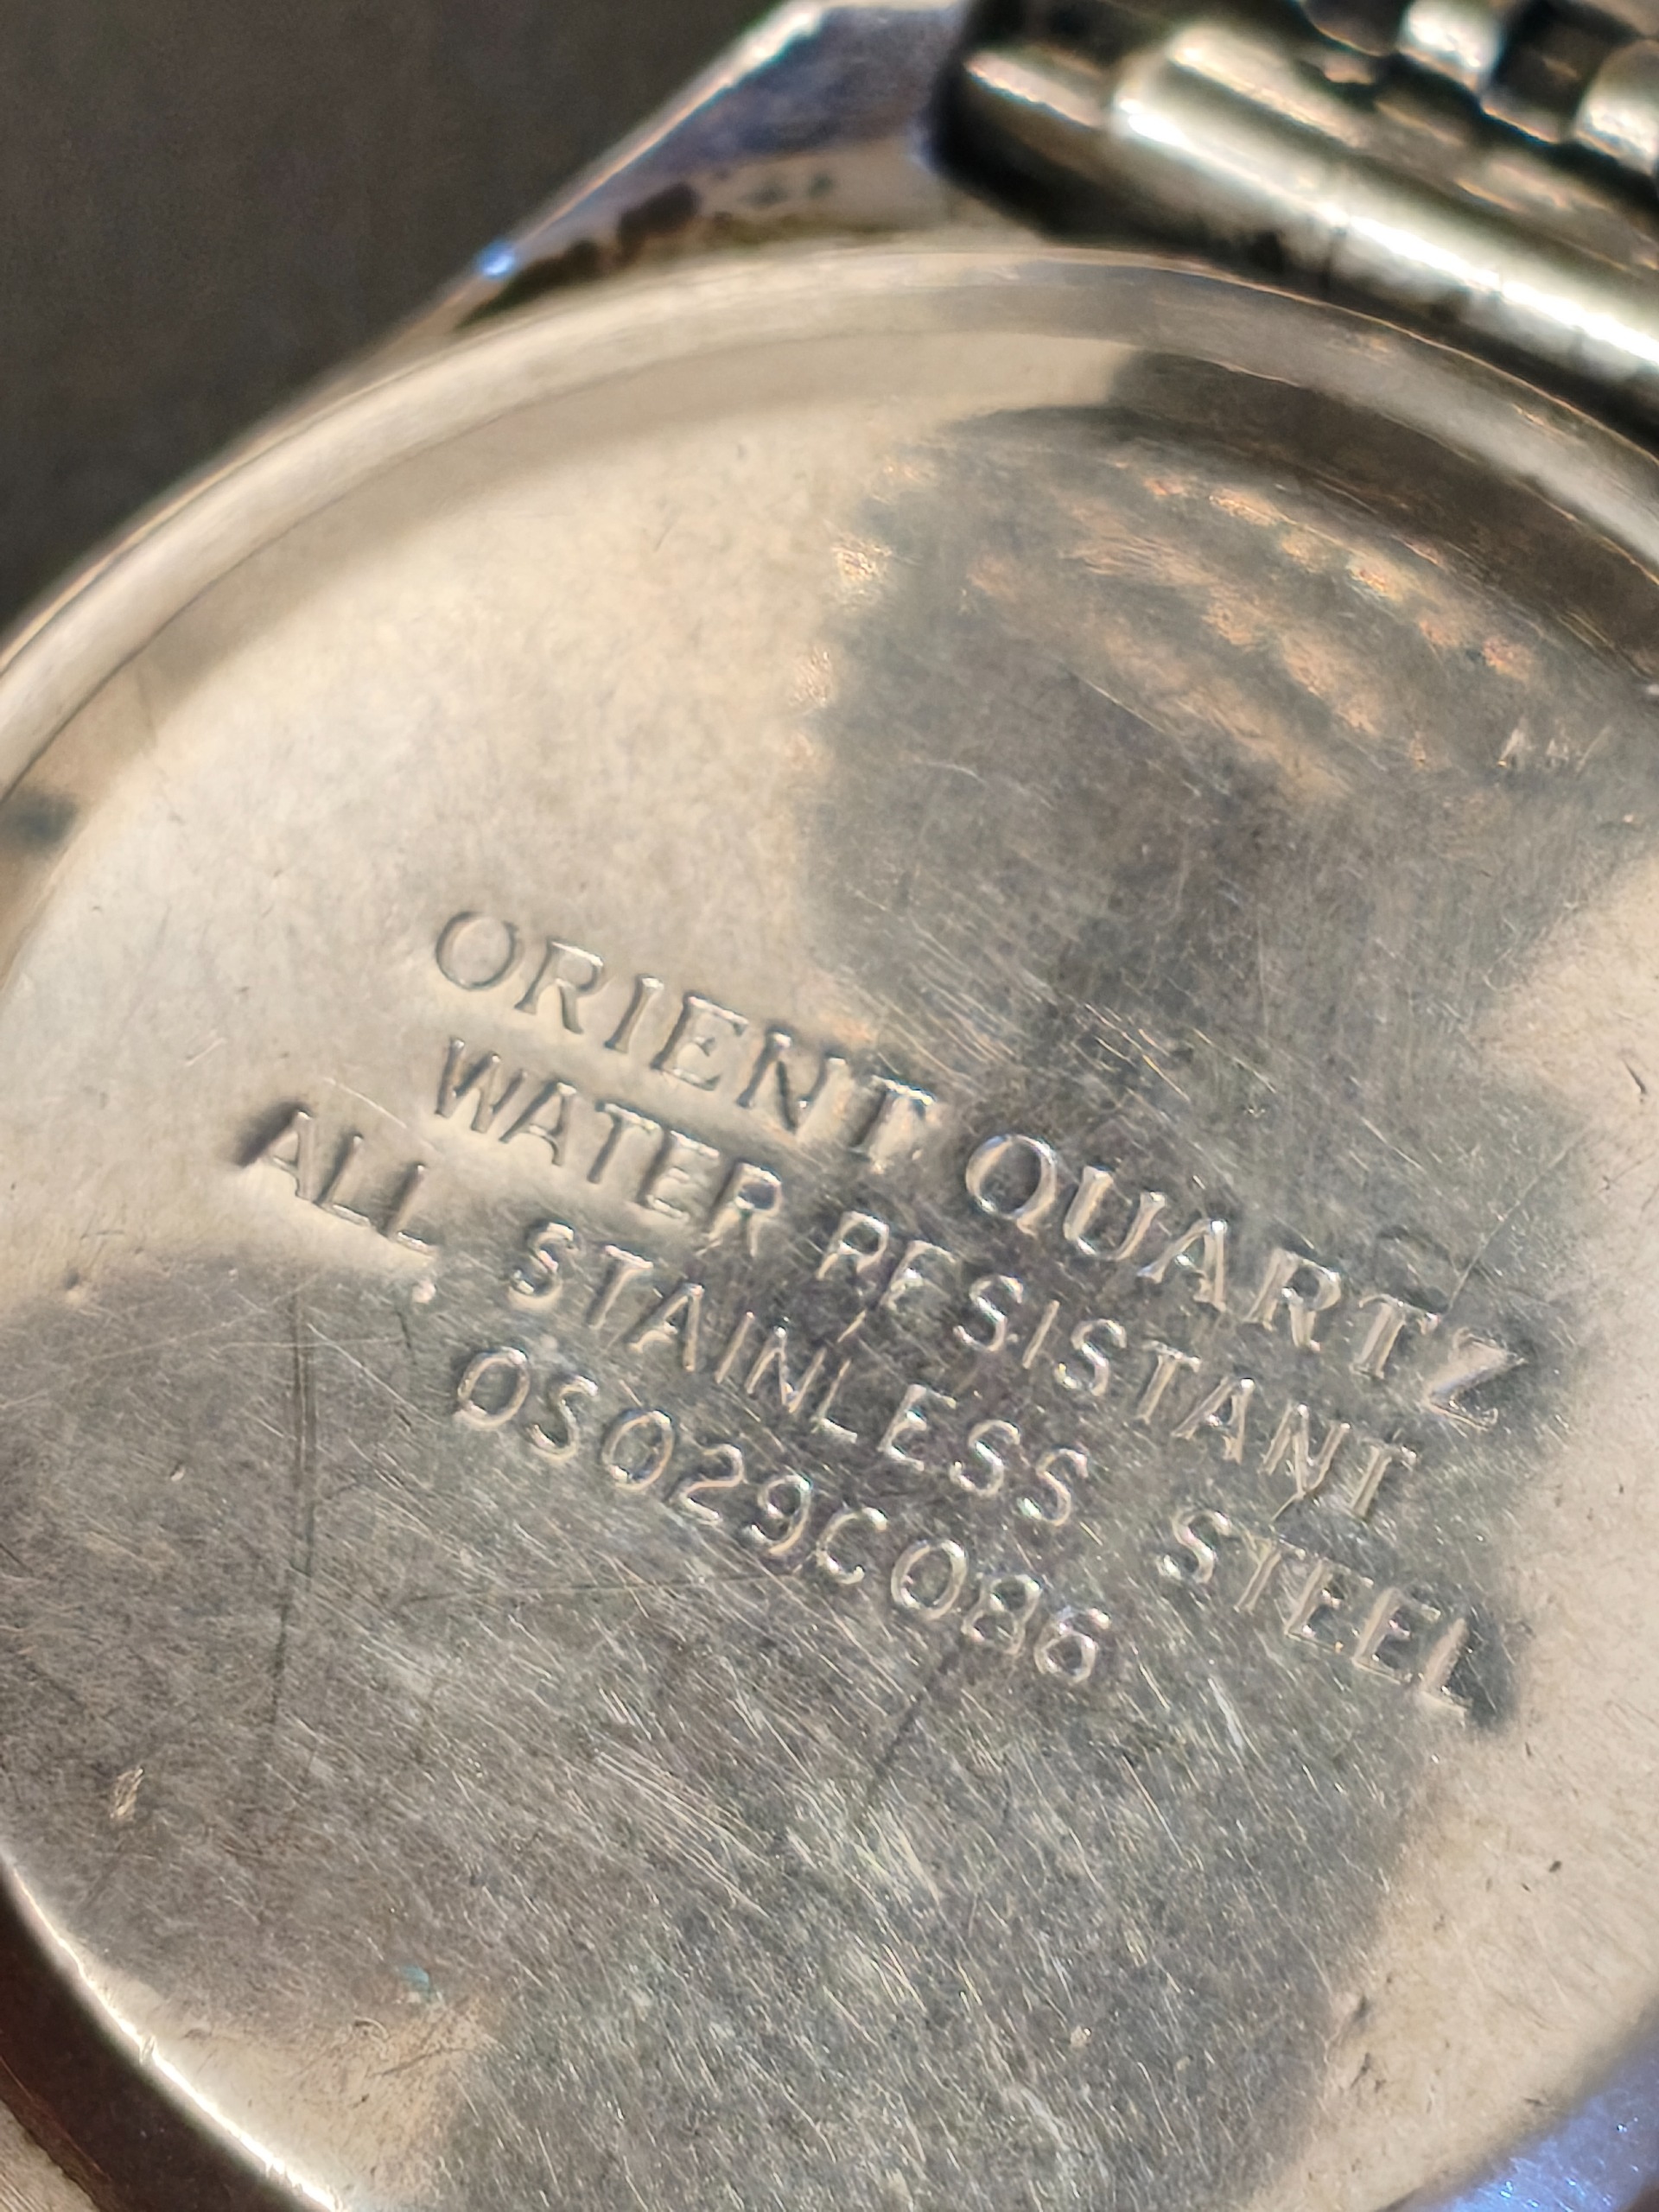 ORIENT QUARTZ
WATER RESISTANT
ALL STAINLESS STEEL
OS029C086